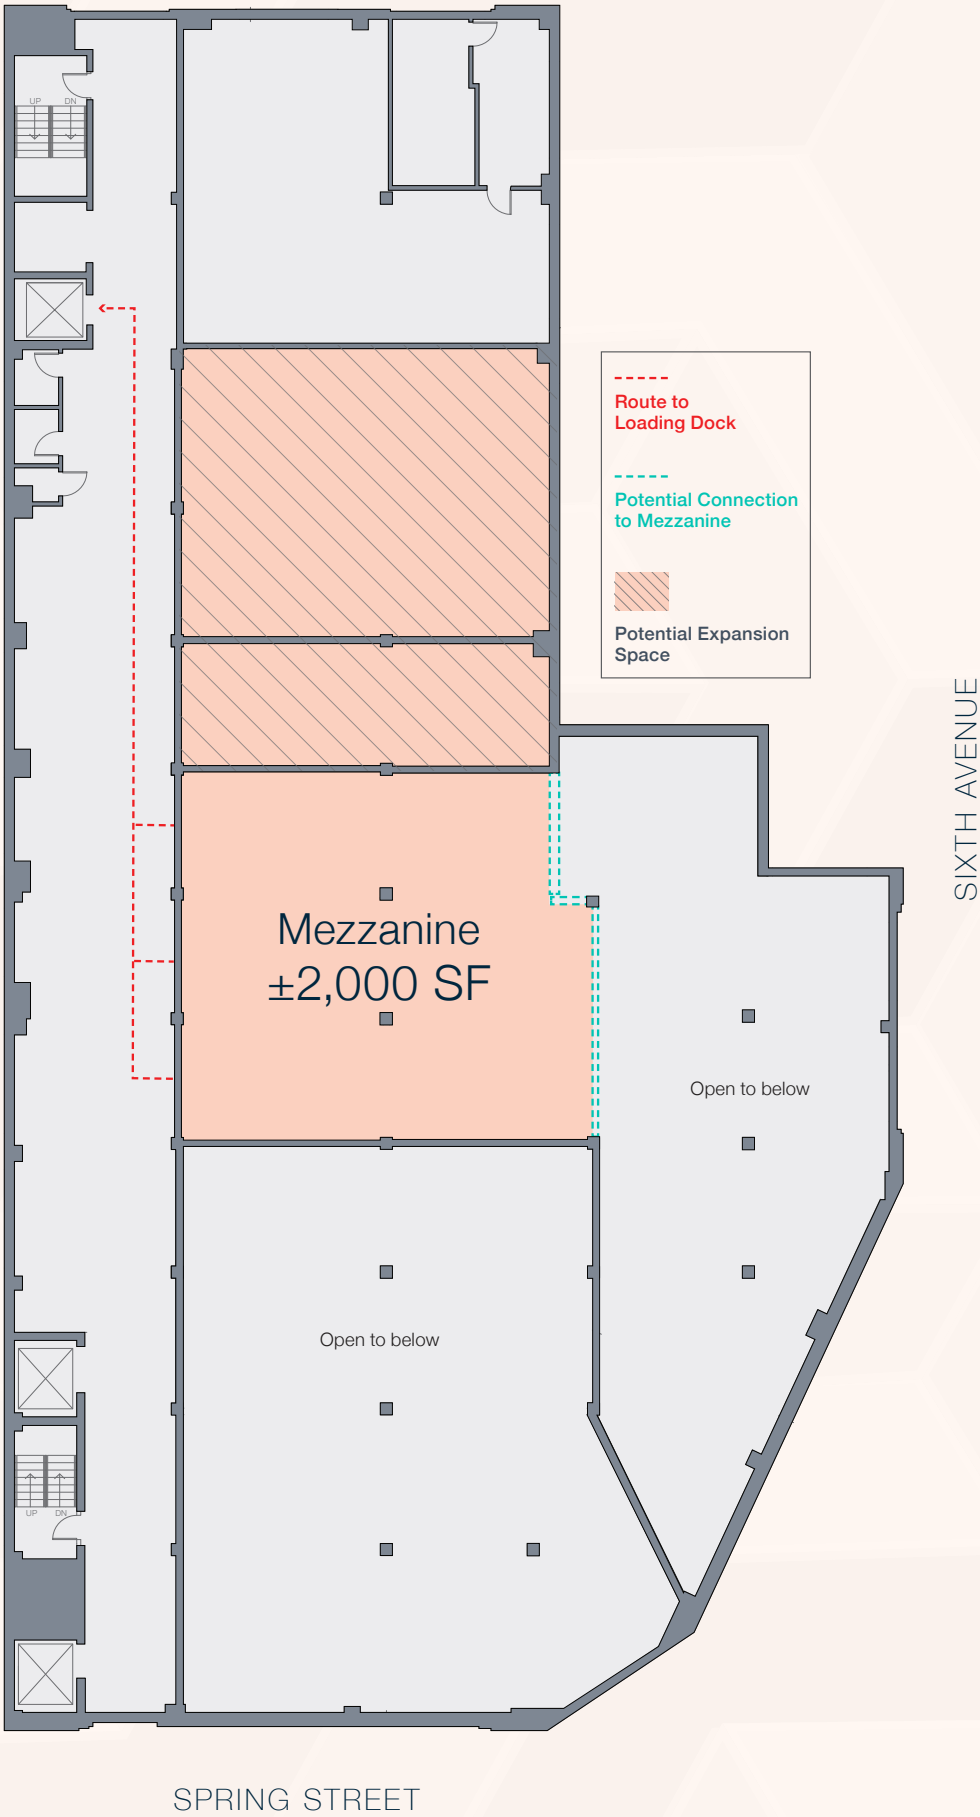 UP DN
Route to
Loading Dock
Potential Connection
to Mezzanine
Potential Expansion
Space
SIXTH AVENUE
Mezzanine
±2,000 SF
Open to below
Open to below
UP DN
SPRING STREET